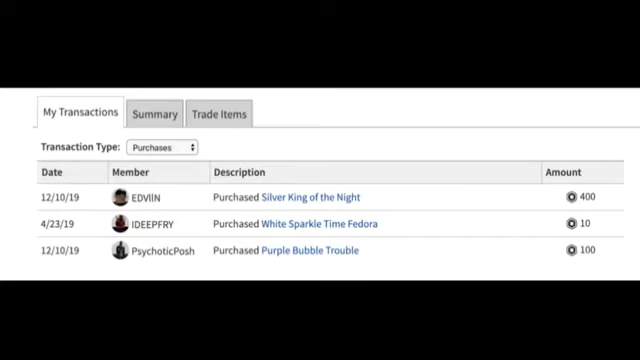 My Transactions Summary Trade Items
Transaction Type: Purchases
Date Member Description Amount
12/10/19 EDVIIN Purchased Silver King of the Night 400
4/23/19 IDEEPFRY Purchased White Sparkle Time Fedora 10
12/10/19 PsychoticPosh Purchased Purple Bubble Trouble 100